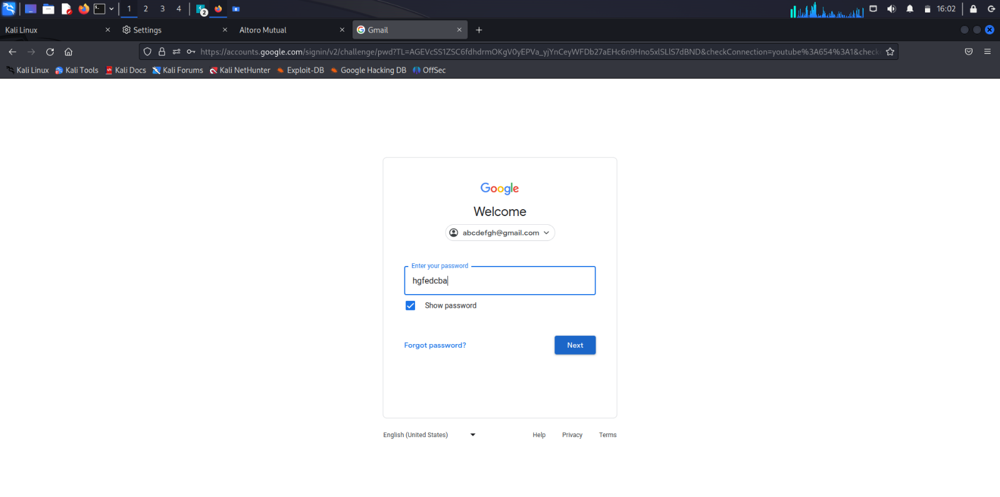 1 2 3 4 2 16:02
Kali Linux Settings Altoro Mutual Gmail
https://accounts.google.com/signin/v2/challenge/pwd?TL=AGEVcSS1ZSC6fdhdrmOKgV0yEPVa_yjYnCeyWFDb27aEHc6n9Hno5xlSLlS7dBND&checkConnection=youtube%3A654%3A1&check
Kali Linux Kali Tools Kali Docs Kali Forums Kali NetHunter Exploit-DB Google Hacking DB OffSec
Google
Welcome
abcdefgh@gmail.com
Enter your password
hgfedcba
Show password
Forgot password? Next
English (United States) Help Privacy Terms